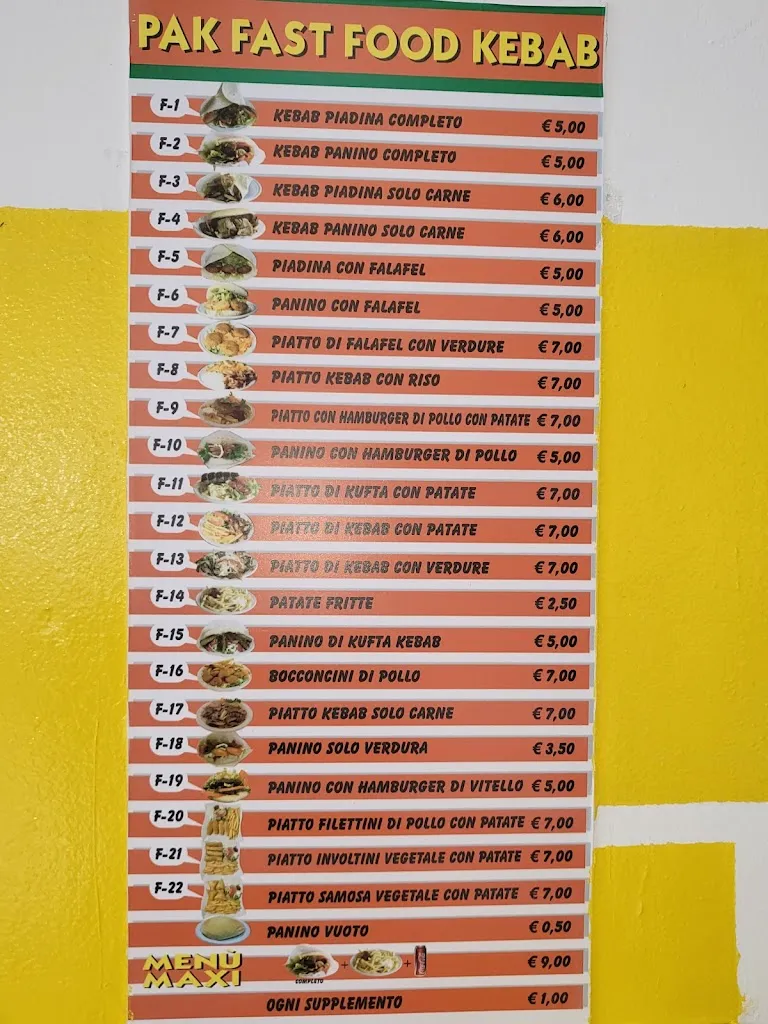 PAK FAST FOOD KEBAB
F-1 KEBAB PIADINA COMPLETO € 5,00
F-2 KEBAB PANINO COMPLETO € 5,00
F-3 KEBAB PIADINA SOLO CARNE € 6,00
F-4 KEBAB PANINO SOLO CARNE € 6,00
F-5 PIADINA CON FALAFEL € 5,00
F-6 PANINO CON FALAFEL € 5,00
F-7 PIATTO DI FALAFEL CON VERDURE € 7,00
F-8 PIATTO KEBAB CON RISO € 7,00
F-9 PIATTO CON HAMBURGER DI POLLO CON PATATE € 7,00
F-10 PANINO CON HAMBURGER DI POLLO € 5,00
F-11 PIATTO DI KUFTA CON PATATE € 7,00
F-12 PIATTO DI KEBAB CON PATATE € 7,00
F-13 PIATTO DI KEBAB CON VERDURE € 7,00
F-14 PATATE FRITTE € 2,50
F-15 PANINO DI KUFTA KEBAB € 5,00
F-16 BOCCONCINI DI POLLO € 7,00
F-17 PIATTO KEBAB SOLO CARNE € 7,00
F-18 PANINO SOLO VERDURA € 3,50
F-19 PANINO CON HAMBURGER DI VITELLO € 5,00
F-20 PIATTO FILETTINI DI POLLO CON PATATE € 7,00
F-21 PIATTO INVOLTINI VEGETALE CON PATATE € 7,00
F-22 PIATTO SAMOSA VEGETALE CON PATATE € 7,00
PANINO VUOTO € 0,50
MENÙ MAXI + + € 9,00
COMPLETO
OGNI SUPPLEMENTO € 1,00